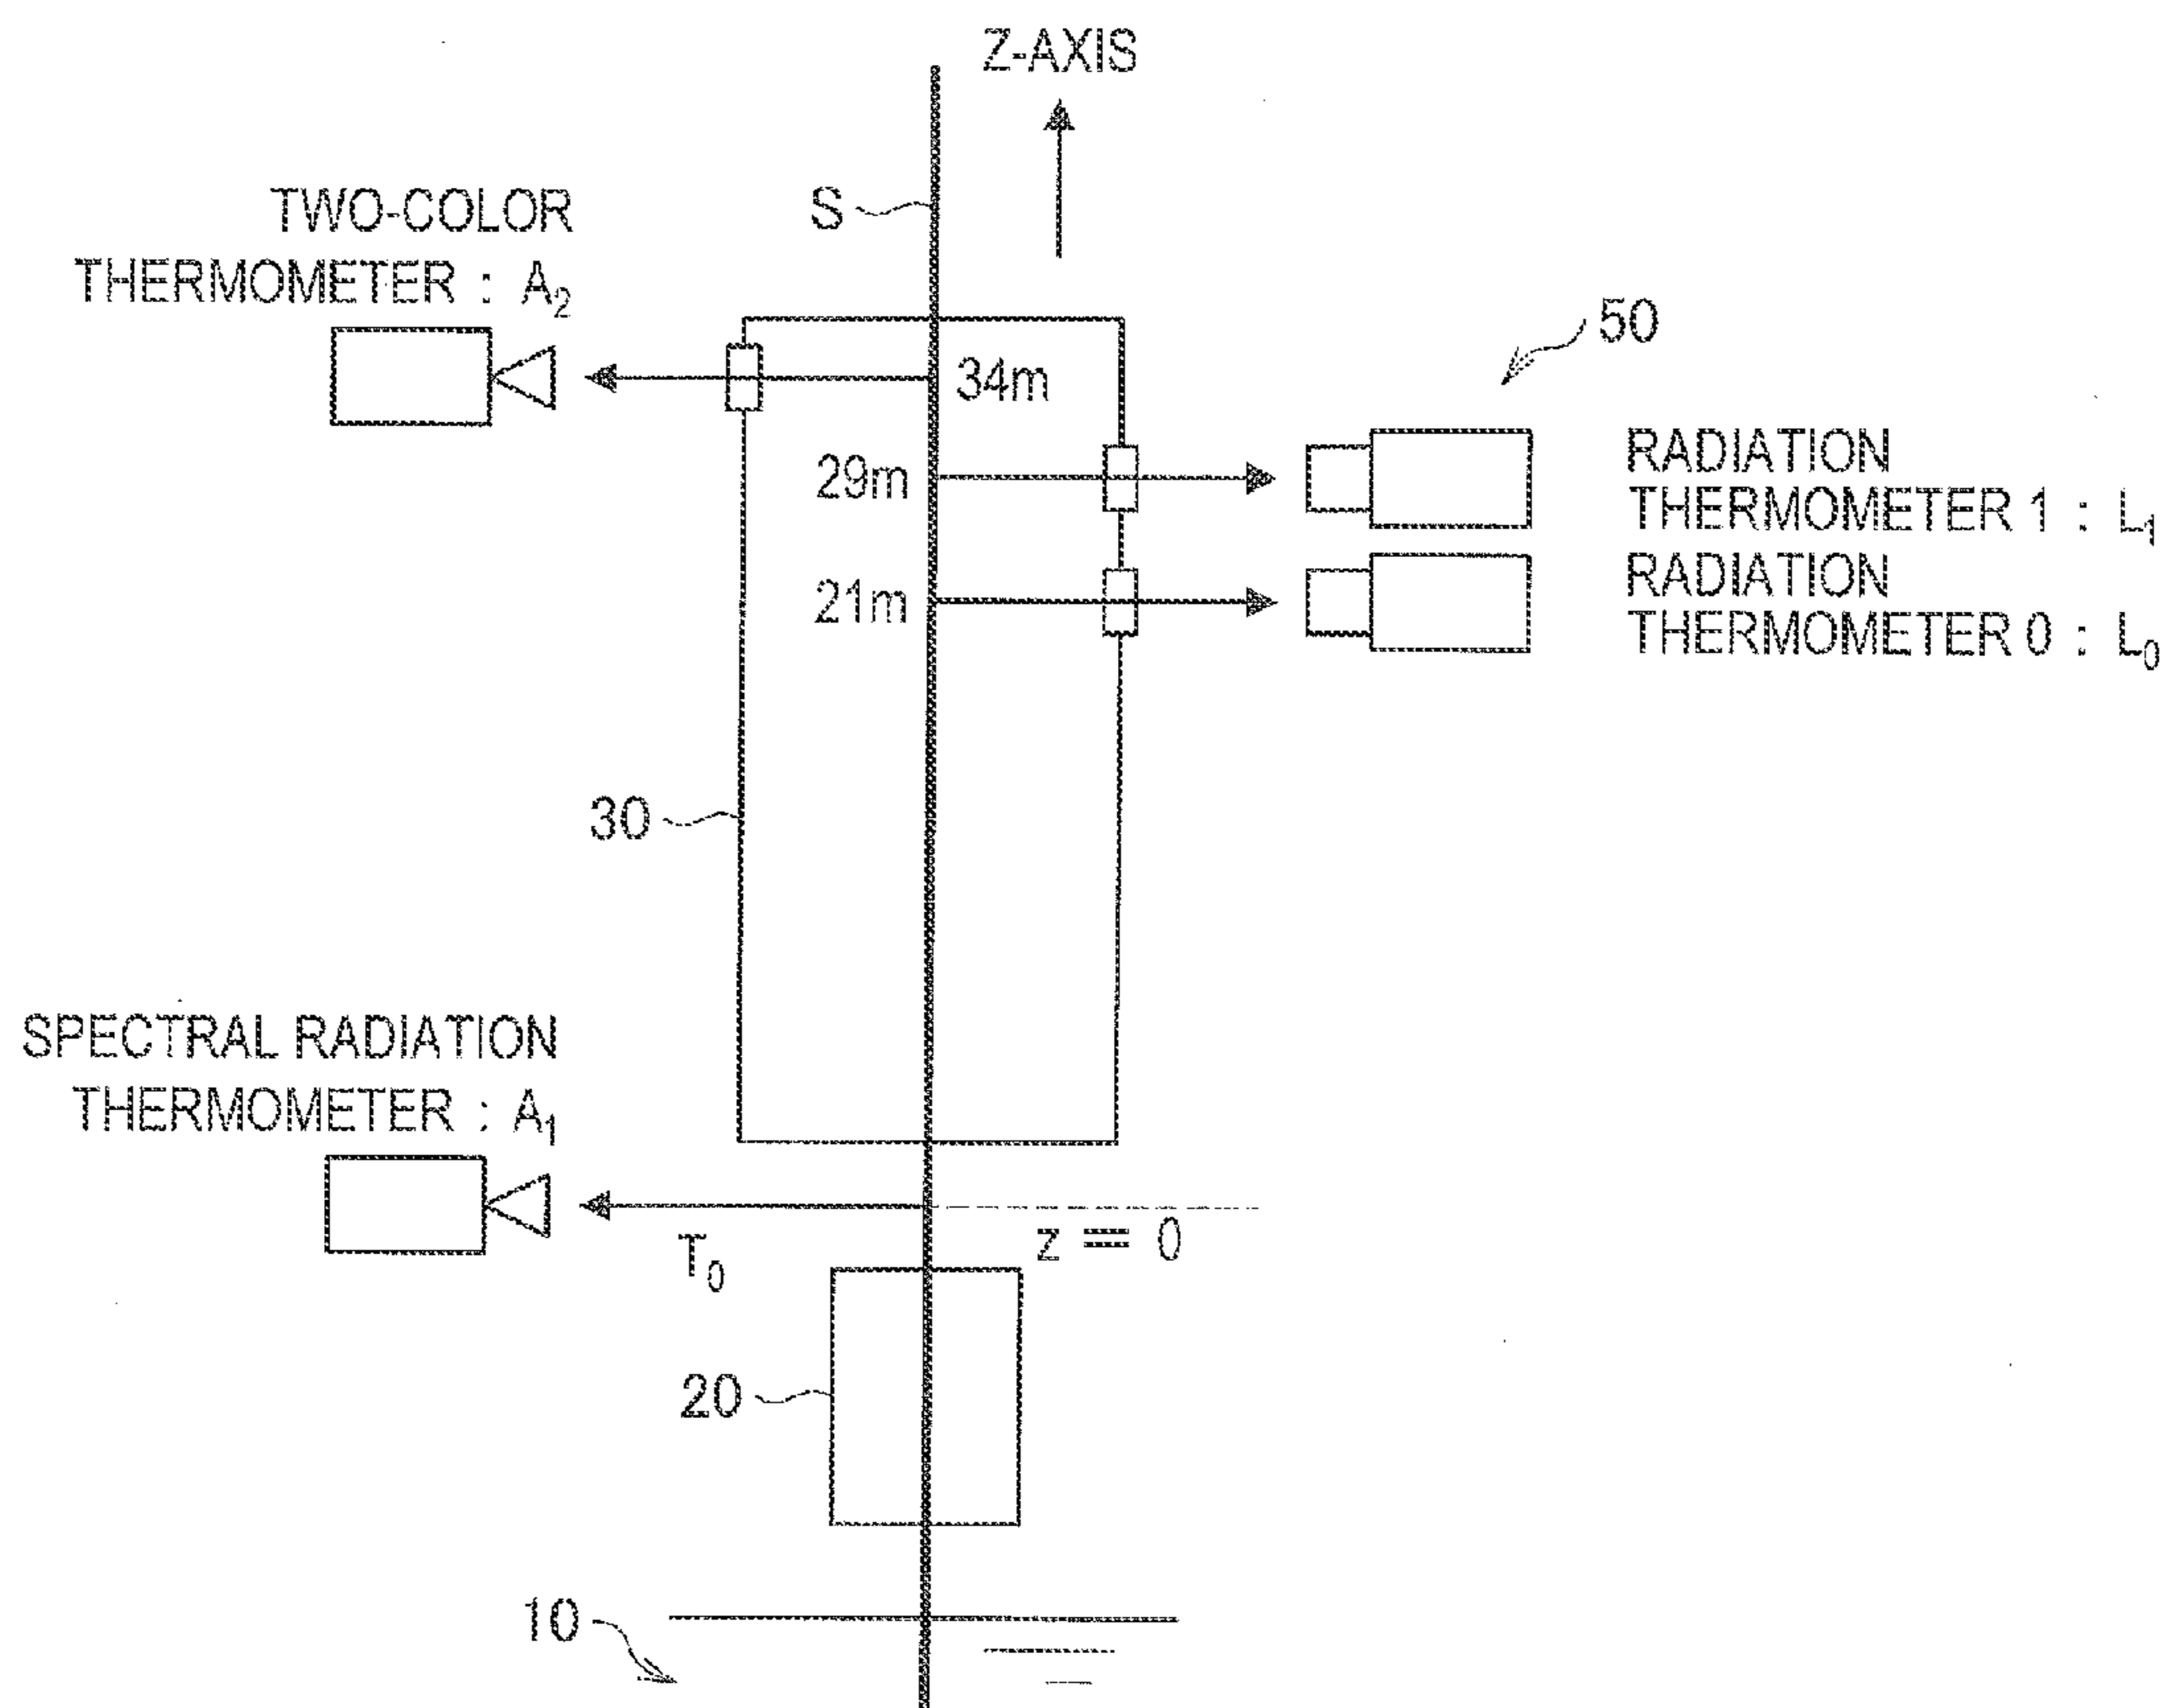 Z-AXIS
TWO-COLOR
THERMOMETER : A₂
S
50
34m
29m
RADIATION
THERMOMETER 1 : L₁
21m
RADIATION
THERMOMETER 0 : L₀
30
SPECTRAL RADIATION
THERMOMETER : A₁
T₀
z = 0
20
10